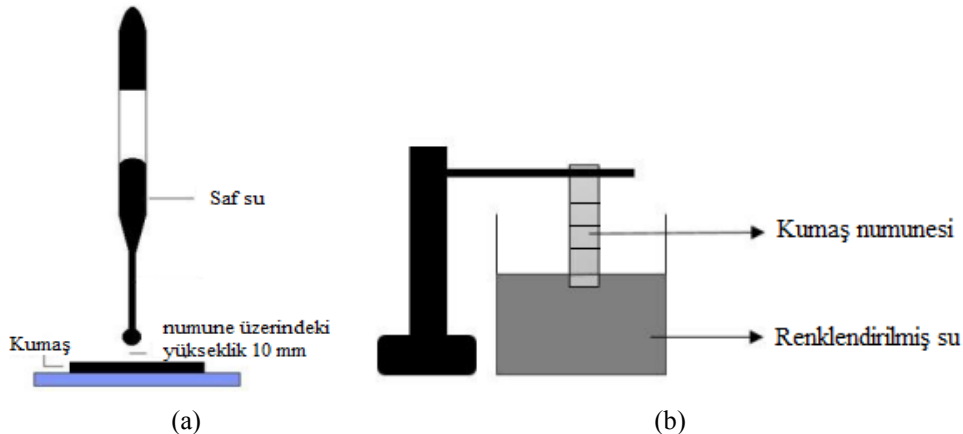 Saf su
numune üzerindeki
yükseklik 10 mm
Kumaş
(a)
Kumaş numunesi
Renklendirilmiş su
(b)